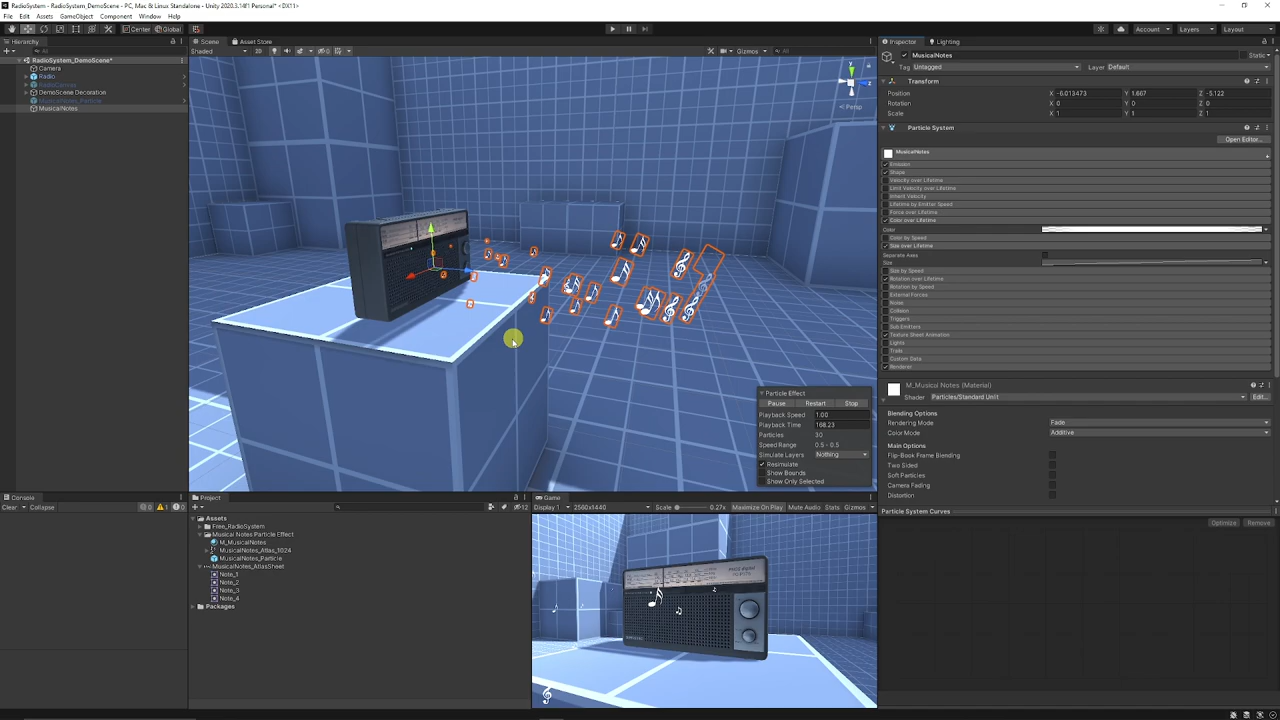 RadioSystem - RadioSystem_DemoScene - PC, Mac & Linux Standalone - Unity 2020.3.14f1 Personal* <DX11>
File Edit Assets GameObject Component Window Help
Center Global
Account Layers Layout
Hierarchy
All
RadioSystem_DemoScene*
Camera
Radio
RadioCanvas
DemoScene Decoration
MusicalNotes_Particle
MusicalNotes
Scene Asset Store
Shaded 2D 0 Gizmos All
y
z
Persp
Particle Effect
Pause Restart Stop
Playback Speed 1.00
Playback Time 168.23
Particles 30
Speed Range 0.5 - 0.5
Simulate Layers Nothing
Resimulate
Show Bounds
Show Only Selected
Inspector Lighting
MusicalNotes Static
Tag Untagged Layer Default
Transform
Position X -6.013473 Y 1.667 Z -5.122
Rotation X 0 Y 0 Z 0
Scale X 1 Y 1 Z 1
Particle System
Open Editor...
MusicalNotes
Emission
Shape
Velocity over Lifetime
Limit Velocity over Lifetime
Inherit Velocity
Lifetime by Emitter Speed
Force over Lifetime
Color over Lifetime
Color
Color by Speed
Size over Lifetime
Separate Axes
Size
Size by Speed
Rotation over Lifetime
Rotation by Speed
External Forces
Noise
Collision
Triggers
Sub Emitters
Texture Sheet Animation
Lights
Trails
Custom Data
Renderer
M_Musical Notes (Material)
Shader Particles/Standard Unlit Edit...
Blending Options
Rendering Mode Fade
Color Mode Additive
Main Options
Flip-Book Frame Blending
Two Sided
Soft Particles
Camera Fading
Distortion
Particle System Curves
Optimize Remove
Console
Clear Collapse 0 1 0
Project
12
Assets
Free_RadioSystem
Musical Notes Particle Effect
M_MusicalNotes
MusicalNotes_Atlas_1024
MusicalNotes_Particle
MusicalNotes_AtlasSheet
Note_1
Note_2
Note_3
Note_4
Packages
Game
Display 1 2560x1440 Scale 0.27x Maximize On Play Mute Audio Stats Gizmos